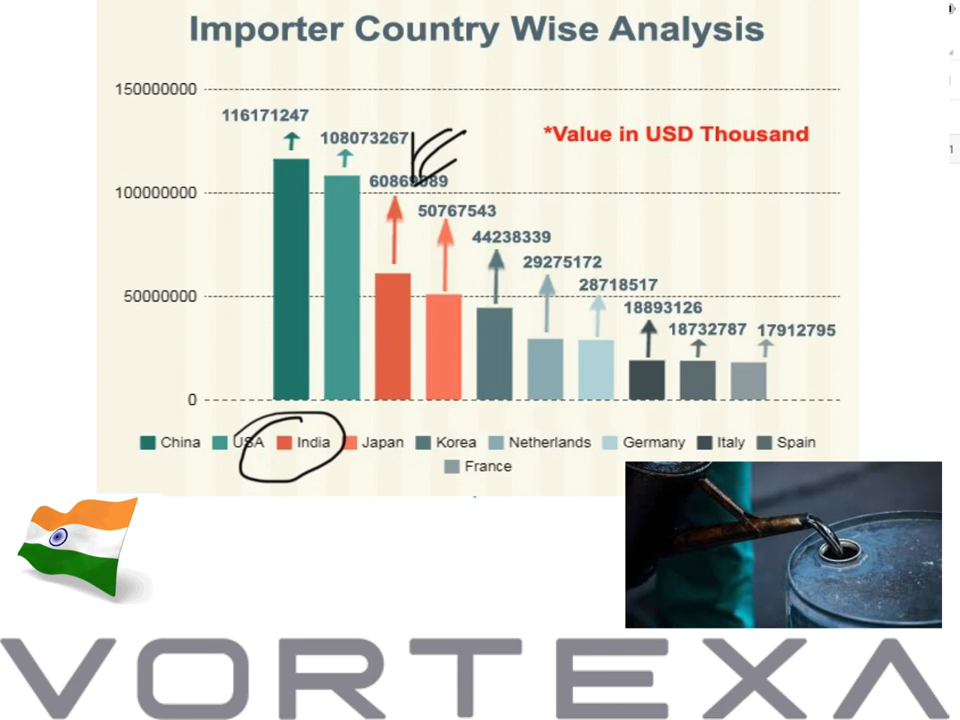 Importer Country Wise Analysis
150000000
116171247
108073267
*Value in USD Thousand
100000000
50767543
44238339
29275172
28718517
50000000
18893126
18732787
17912795
0
China USA India Japan Korea Netherlands Germany Italy Spain
France
VORTEXA